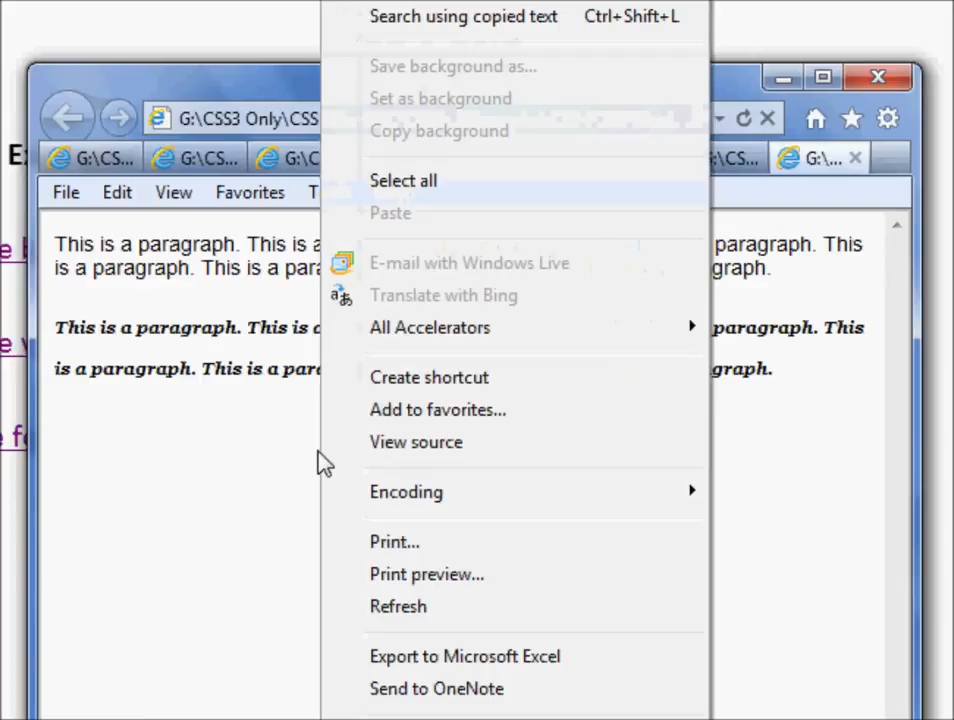 Search using copied text Ctrl+Shift+L
Save background as...
Set as background
Copy background
Select all
Paste
E-mail with Windows Live
Translate with Bing
All Accelerators
Create shortcut
Add to favorites...
View source
Encoding
Print...
Print preview...
Refresh
Export to Microsoft Excel
Send to OneNote
G:\CSS3 Only\CSS
G:\CS... G:\CS... G:\C :\CS... G:\...
File Edit View Favorites T
This is a paragraph. This is a paragraph. This
is a paragraph. This is a para graph.
This is a paragraph. This is a paragraph. This
is a paragraph. This is a par graph.